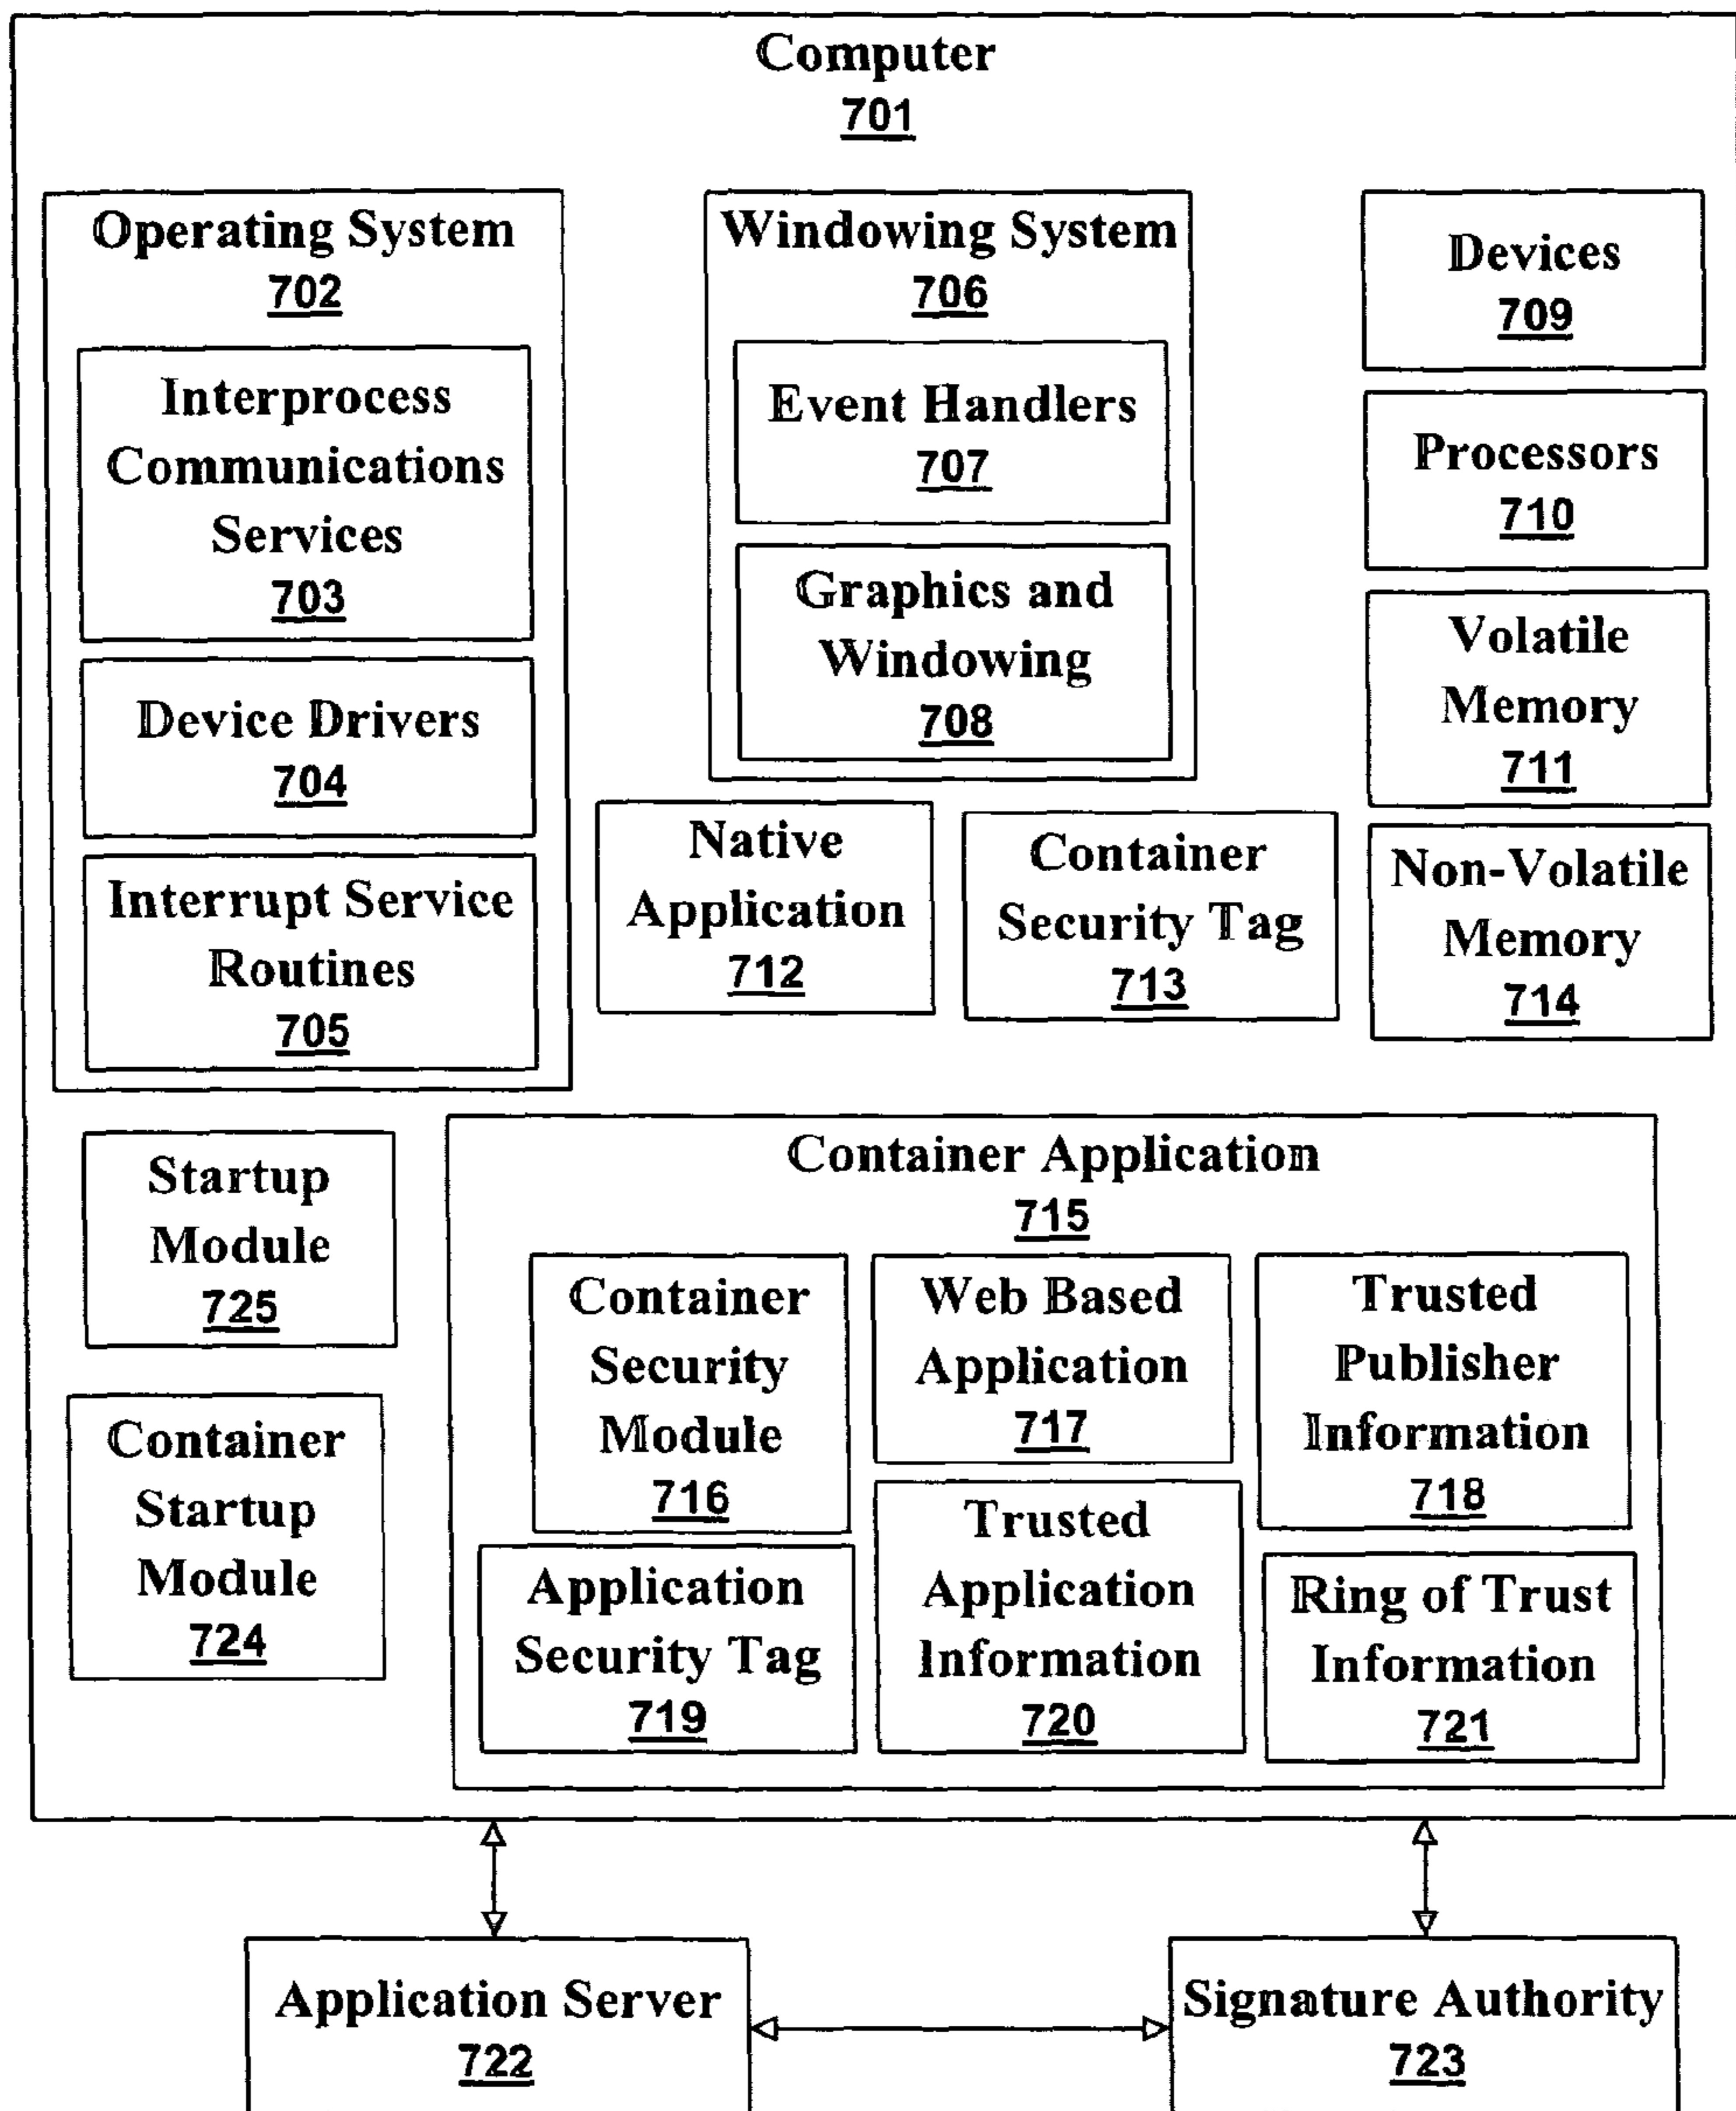 Computer
701
Operating System
702
Interprocess
Communications
Services
703
Device Drivers
704
Interrupt Service
Routines
705
Windowing System
706
Event Handlers
707
Graphics and
Windowing
708
Devices
709
Processors
710
Volatile
Memory
711
Native
Application
712
Container
Security Tag
713
Non-Volatile
Memory
714
Startup
Module
725
Container
Startup
Module
724
Container Application
715
Container
Security
Module
716
Web Based
Application
717
Trusted
Publisher
Information
718
Application
Security Tag
719
Trusted
Application
Information
720
Ring of Trust
Information
721
Application Server
722
Signature Authority
723